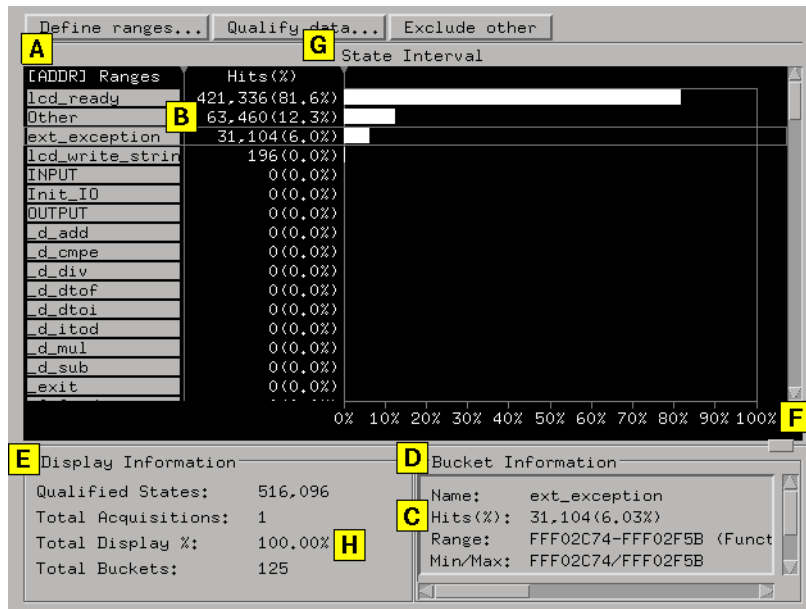 Define ranges... Qualify data... Exclude other
A G State Interval
[ADDR] Ranges Hits(%)
lcd_ready 421,336(81.6%)
Other B 63,460(12.3%)
ext_exception 31,104(6.0%)
lcd_write_strin 196(0.0%)
INPUT 0(0.0%)
Init_IO 0(0.0%)
OUTPUT 0(0.0%)
_d_add 0(0.0%)
_d_cmpe 0(0.0%)
_d_div 0(0.0%)
_d_dtof 0(0.0%)
_d_dtoi 0(0.0%)
_d_itod 0(0.0%)
_d_mul 0(0.0%)
_d_sub 0(0.0%)
_exit 0(0.0%)
0% 10% 20% 30% 40% 50% 60% 70% 80% 90% 100% F
E Display Information
Qualified States: 516,096
Total Acquisitions: 1
Total Display %: 100.00% H
Total Buckets: 125
D Bucket Information
Name: ext_exception
C Hits(%): 31,104(6.03%)
Range: FFF02C74-FFF02F5B (Funct
Min/Max: FFF02C74/FFF02F5B